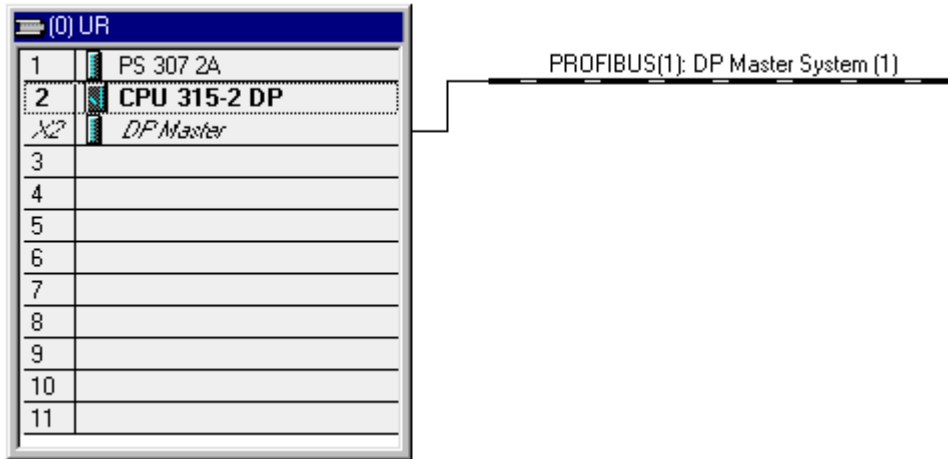 (0) UR
1 PS 307 2A
2 CPU 315-2 DP
X2 DP Master
3
4
5
6
7
8
9
10
11
PROFIBUS(1): DP Master System (1)